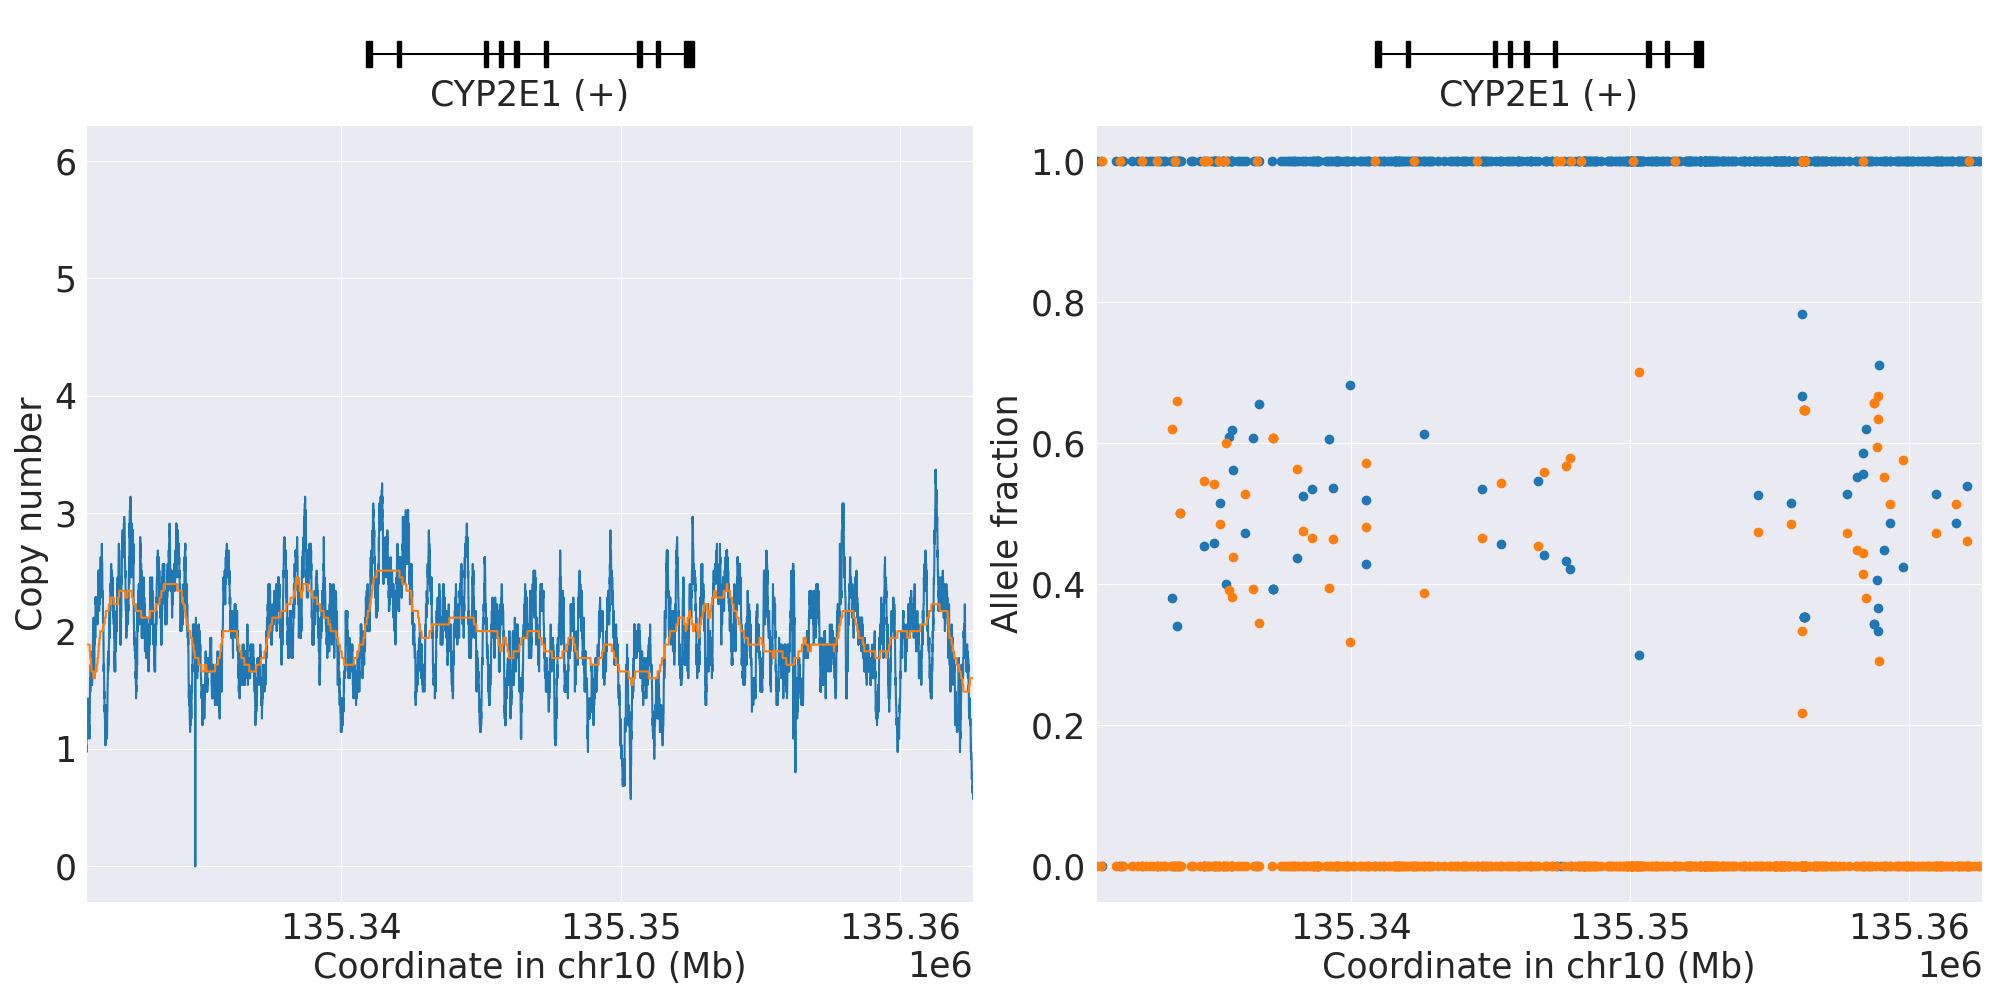 CYP2E1 (+)
6
5
4
3
2
1
0
Copy number
135.34 135.35 135.36
Coordinate in chr10 (Mb)
1e6
CYP2E1 (+)
1.0
0.8
0.6
0.4
0.2
0.0
Allele fraction
135.34 135.35 135.36
Coordinate in chr10 (Mb)
1e6